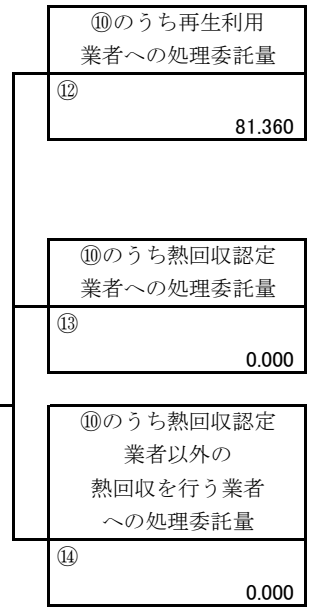 ⑩のうち再生利用
業者への処理委託量
⑫
81.360
⑩のうち熱回収認定
業者への処理委託量
⑬
0.000
⑩のうち熱回収認定
業者以外の
熱回収を行う業者
への処理委託量
⑭
0.000